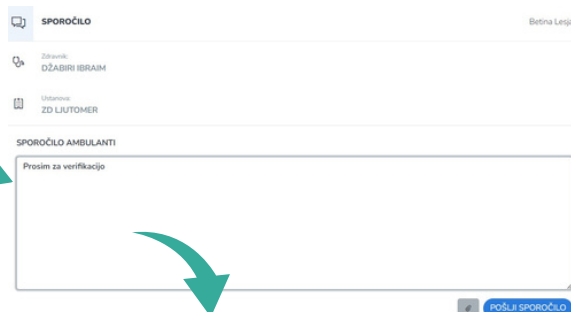 SPOROČILO
Betina Lesja
Zdravnik:
DŽABIRI IBRAIM
Ustanova:
ZD LJUTOMER
SPOROČILO AMBULANTI
Prosim za verifikacijo
POŠLJI SPOROČILO